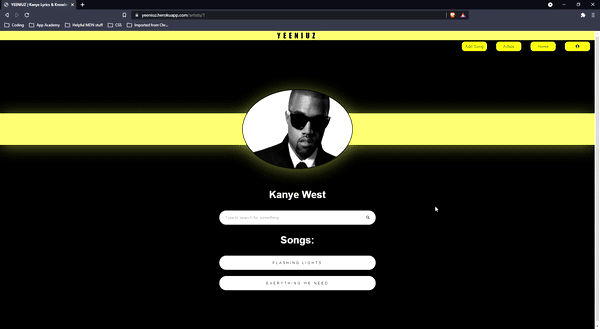 YEENIUZ | Kanye Lyrics & Knowle
yeeniuz.herokuapp.com/artists/1
Coding App Academy Helpful MDN stuff CSS Imported from Chr...
YEENIUZ
Add Song Artists Home
Kanye West
Type to search for something
Songs:
FLASHING LIGHTS
EVERYTHING WE NEED